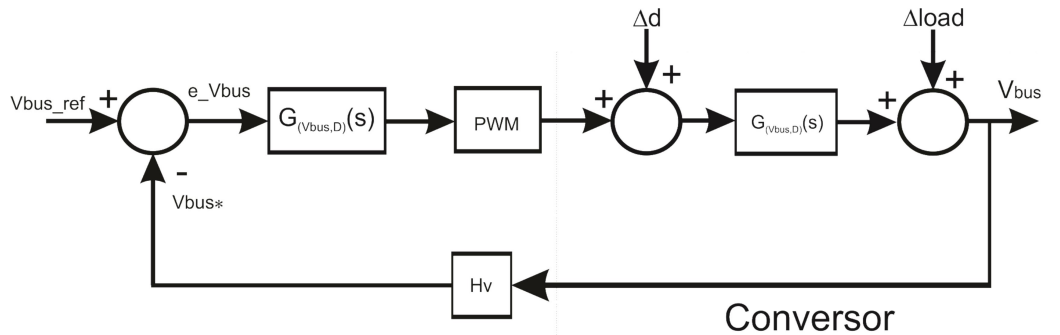 Δd
Δload
Vbus_ref
+
e_Vbus
G(Vbus,D)(s)
PWM
+
+
G(Vbus,D)(s)
+
+
Vbus
-
Vbus*
Hv
Conversor